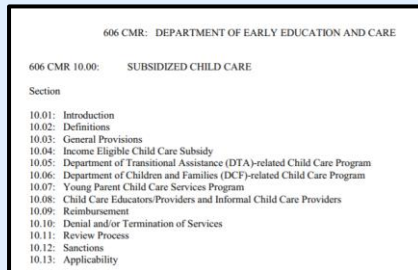 606 CMR: DEPARTMENT OF EARLY EDUCATION AND CARE
606 CMR 10.00: SUBSIDIZED CHILD CARE
Section
10.01: Introduction
10.02: Definitions
10.03: General Provisions
10.04: Income Eligible Child Care Subsidy
10.05: Department of Transitional Assistance (DTA)-related Child Care Program
10.06: Department of Children and Families (DCF)-related Child Care Program
10.07: Young Parent Child Care Services Program
10.08: Child Care Educators/Providers and Informal Child Care Providers
10.09: Reimbursement
10.10: Denial and/or Termination of Services
10.11: Review Process
10.12: Sanctions
10.13: Applicability